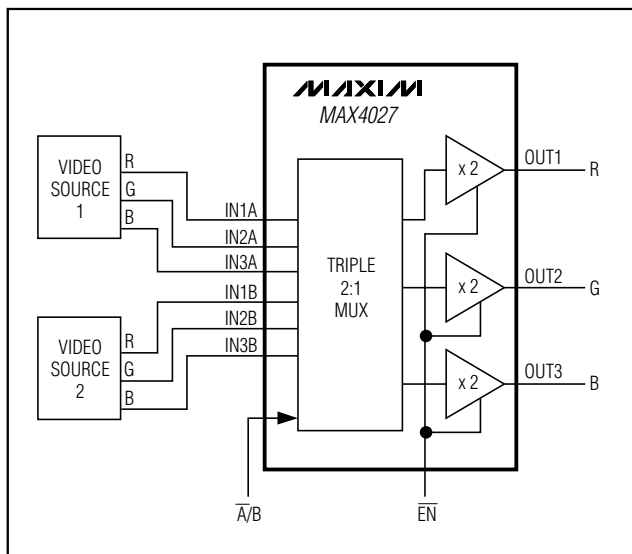 MAXIM
MAX4027
VIDEO
SOURCE
1
R
G
B
IN1A
IN2A
IN3A
IN1B
IN2B
IN3B
VIDEO
SOURCE
2
R
G
B
TRIPLE
2:1
MUX
x 2
OUT1
R
x 2
OUT2
G
x 2
OUT3
B
A̅/B
E̅N̅